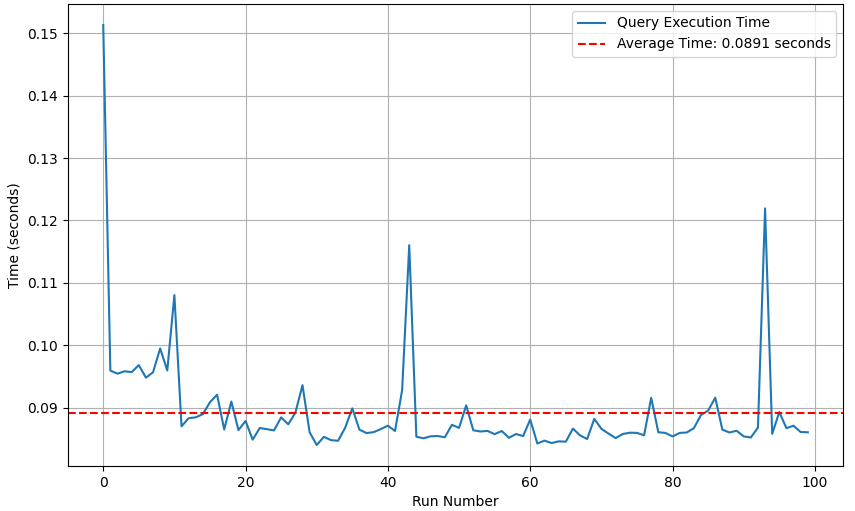 Query Execution Time
Average Time: 0.0891 seconds
0.15
0.14
0.13
0.12
0.11
0.10
0.09
Time (seconds)
0 20 40 60 80 100
Run Number